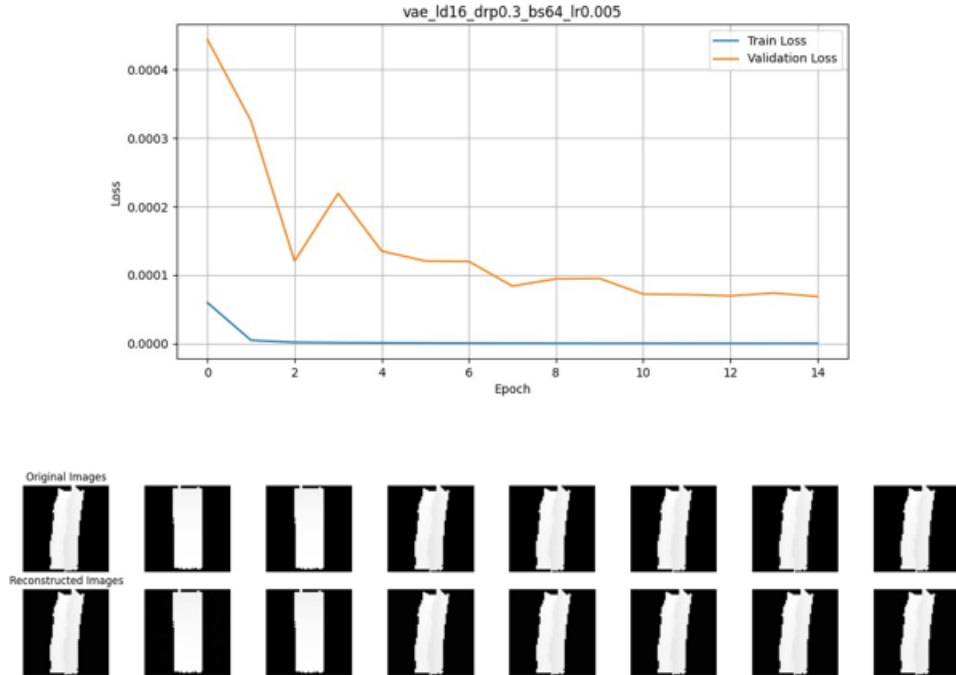 vae_ld16_drp0.3_bs64_lr0.005
Train Loss
Validation Loss
0.0004
0.0003
0.0002
0.0001
0.0000
Loss
0 2 4 6 8 10 12 14
Epoch
Original Images
Reconstructed Images